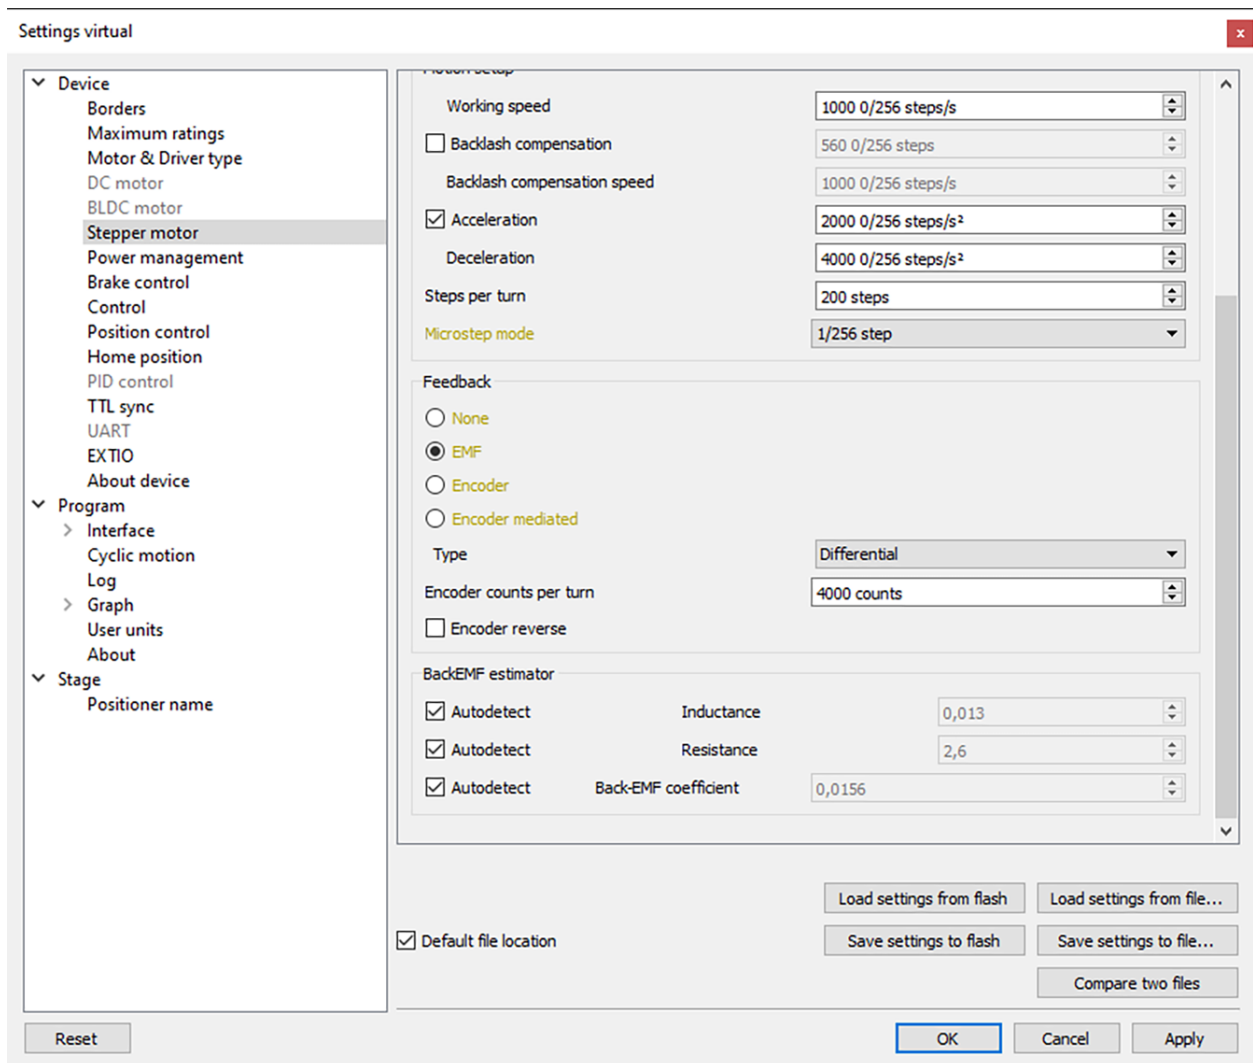 Settings virtual
x
Device
Borders
Maximum ratings
Motor & Driver type
DC motor
BLDC motor
Stepper motor
Power management
Brake control
Control
Position control
Home position
PID control
TTL sync
UART
EXTIO
About device
Program
Interface
Cyclic motion
Log
Graph
User units
About
Stage
Positioner name
Motion setup
Working speed 1000 0/256 steps/s
Backlash compensation 560 0/256 steps
Backlash compensation speed 1000 0/256 steps/s
Acceleration 2000 0/256 steps/s²
Deceleration 4000 0/256 steps/s²
Steps per turn 200 steps
Microstep mode 1/256 step
Feedback
None
EMF
Encoder
Encoder mediated
Type Differential
Encoder counts per turn 4000 counts
Encoder reverse
BackEMF estimator
Autodetect Inductance 0,013
Autodetect Resistance 2,6
Autodetect Back-EMF coefficient 0,0156
Load settings from flash Load settings from file...
Default file location Save settings to flash Save settings to file...
Compare two files
Reset OK Cancel Apply